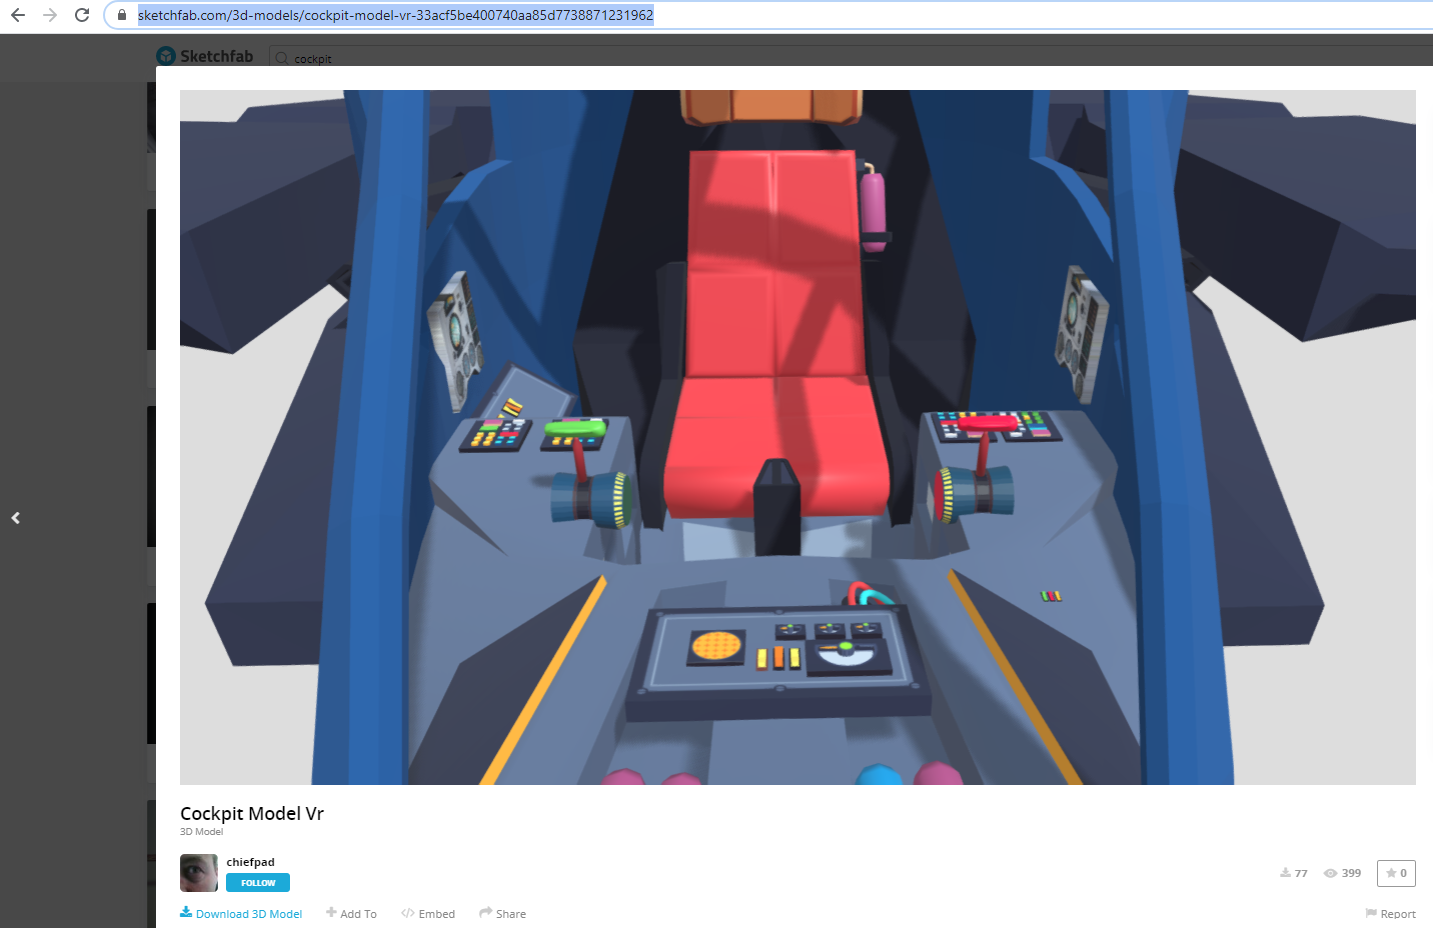 sketchfab.com/3d-models/cockpit-model-vr-33acf5be400740aa85d7738871231962
Sketchfab
cockpit
Cockpit Model Vr
3D Model
chiefpad
FOLLOW
77
399
0
Download 3D Model
Add To
Embed
Share
Report